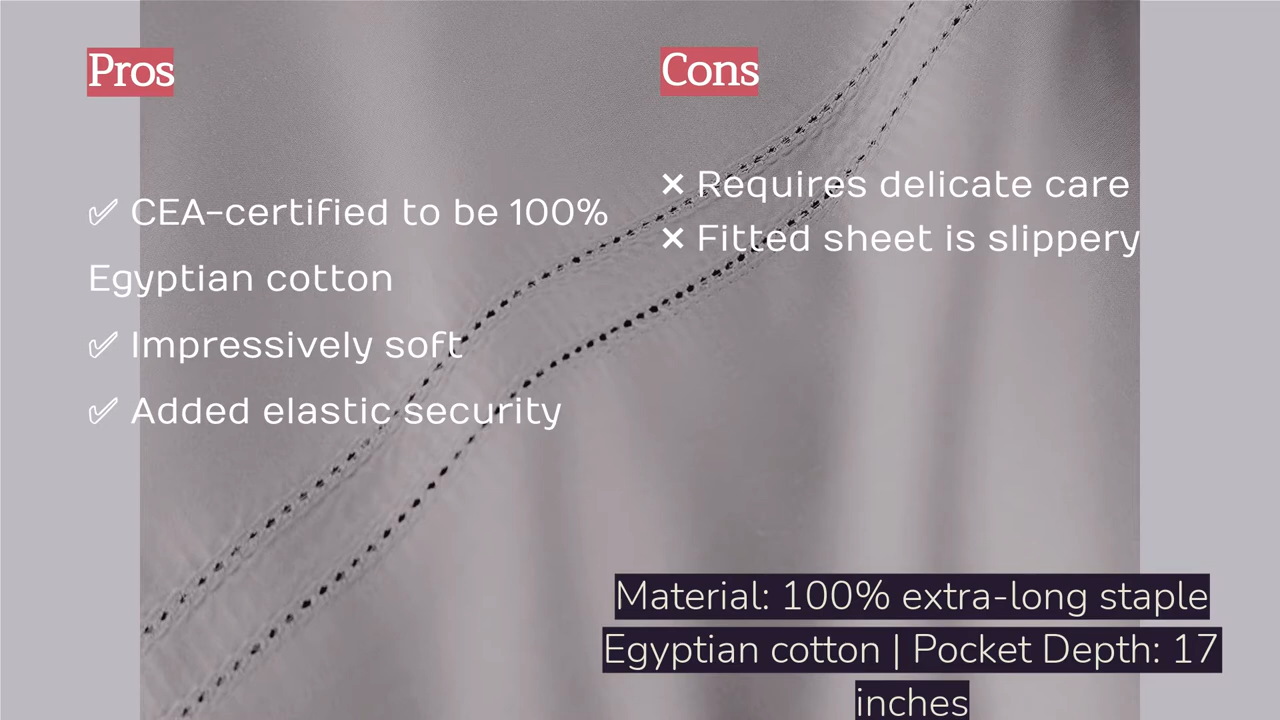 Pros
✅ CEA-certified to be 100%
Egyptian cotton
✅ Impressively soft
✅ Added elastic security
Cons
❌ Requires delicate care
❌ Fitted sheet is slippery
Material: 100% extra-long staple
Egyptian cotton | Pocket Depth: 17
inches